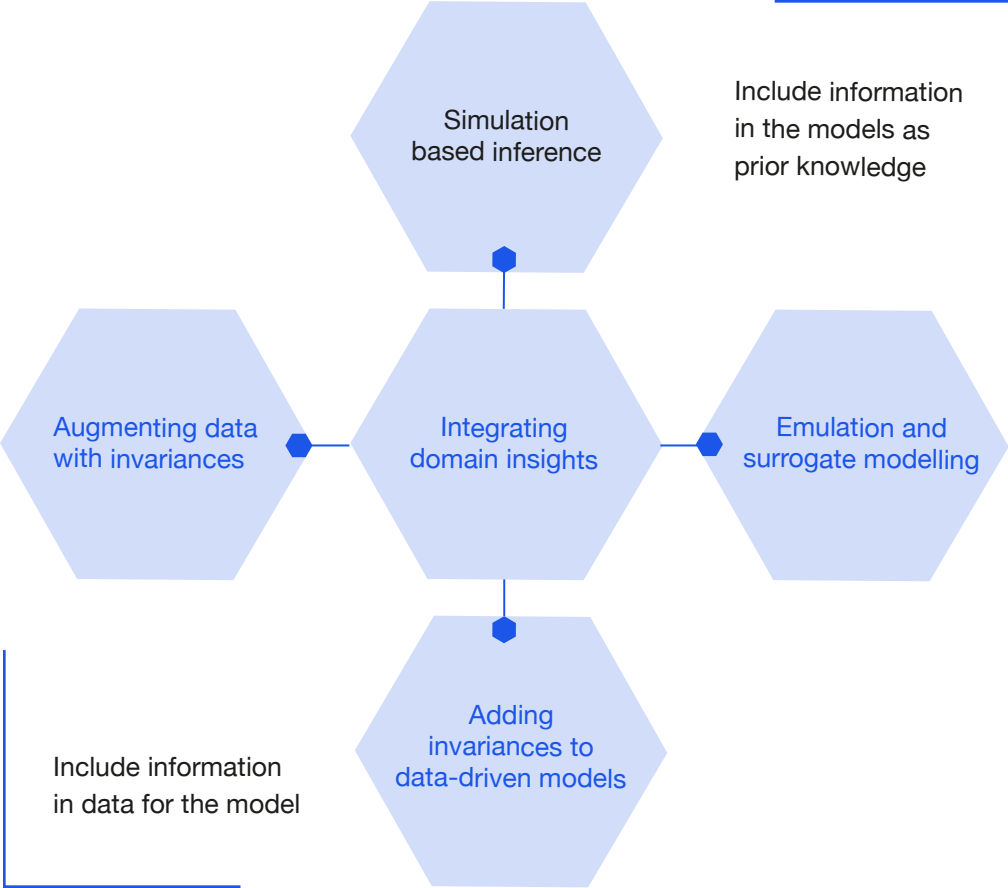 Simulation
based inference
Include information
in the models as
prior knowledge
Augmenting data
with invariances
Integrating
domain insights
Emulation and
surrogate modelling
Adding
invariances to
data-driven models
Include information
in data for the model